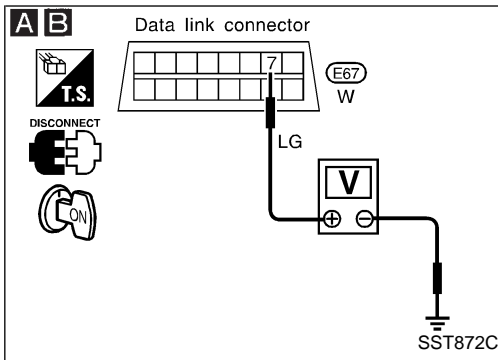 A B
Data link connector
7
E67
W
T.S.
DISCONNECT
LG
ON
V
SST872C